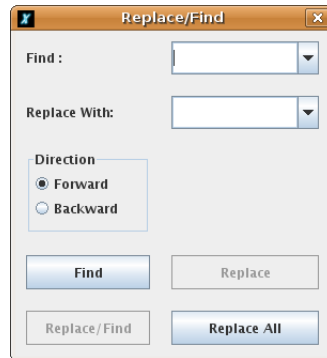 Replace/Find
Find :
Replace With:
Direction
Forward
Backward
Find
Replace
Replace/Find
Replace All